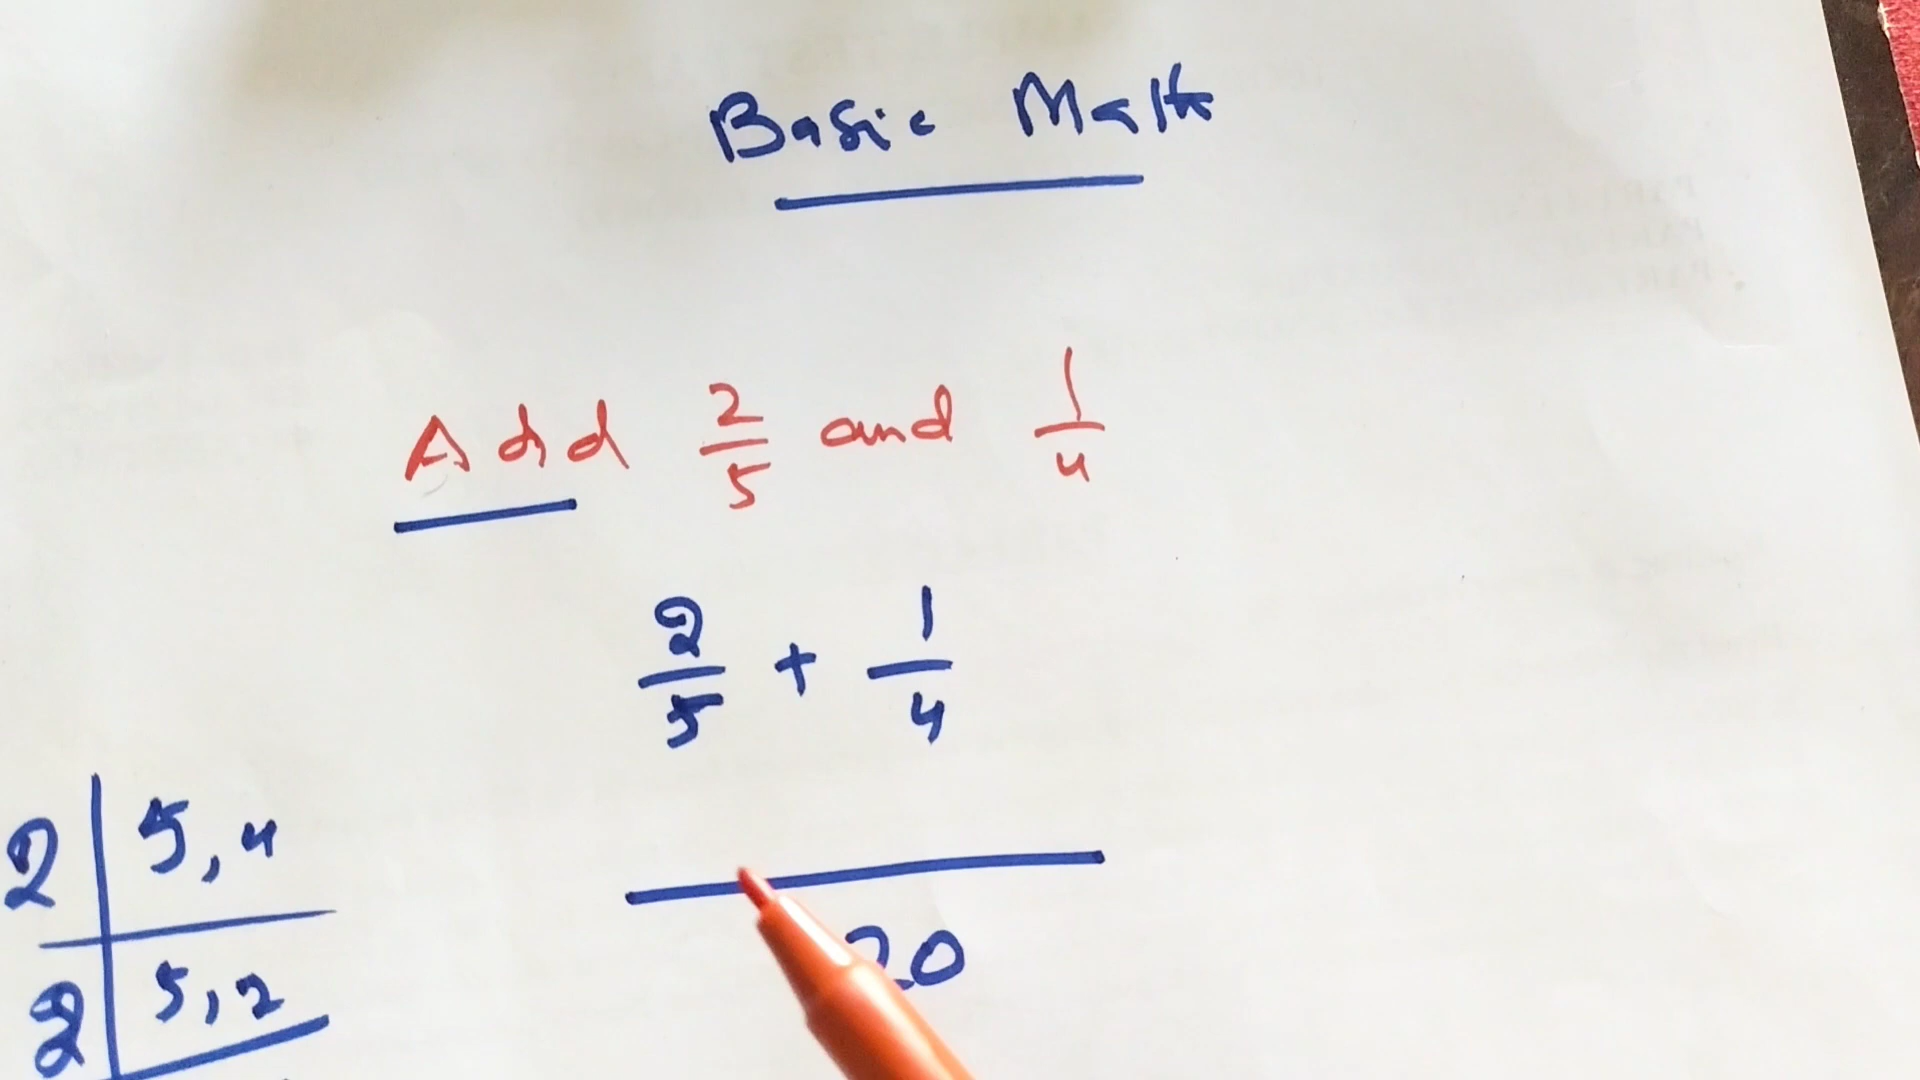 Basic Math
Add 2/5 and 1/4
2/5 + 1/4
20
2 | 5, 4
2 | 5, 2